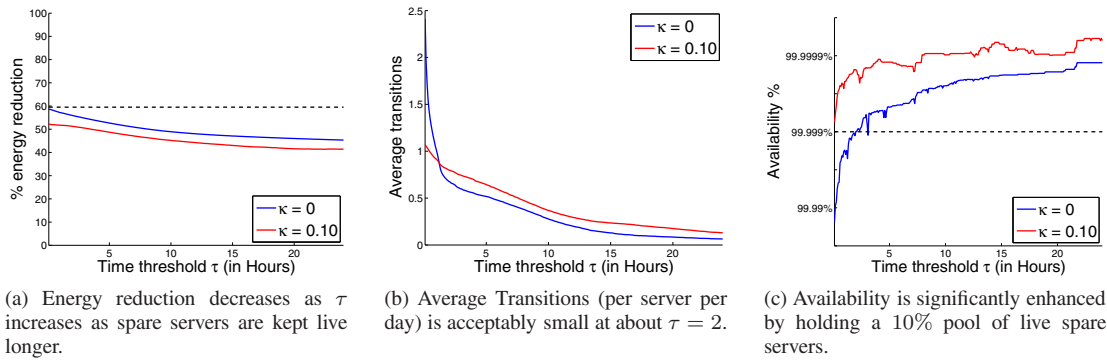 100
90
80
70
60
50
40
30
20
10
0
% energy reduction
κ = 0
κ = 0.10
5
10
15
20
Time threshold τ (in Hours)
(a) Energy reduction decreases as τ
increases as spare servers are kept live
longer.
2.5
2
1.5
1
0.5
0
Average transitions
κ = 0
κ = 0.10
5
10
15
20
Time threshold τ (in Hours)
(b) Average Transitions (per server per
day) is acceptably small at about τ = 2.
99.9999%
99.999%
99.99%
Availability %
κ = 0
κ = 0.10
5
10
15
20
Time threshold τ (in Hours)
(c) Availability is significantly enhanced
by holding a 10% pool of live spare
servers.